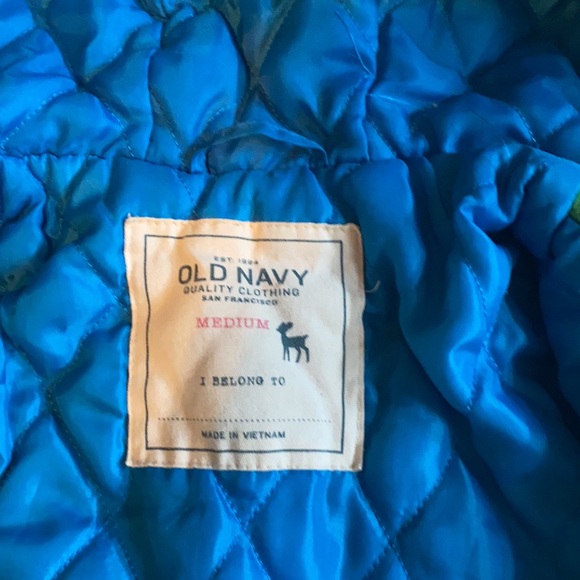 EST. 1994
OLD NAVY
QUALITY CLOTHING
SAN FRANCISCO
MEDIUM
I BELONG TO
MADE IN VIETNAM